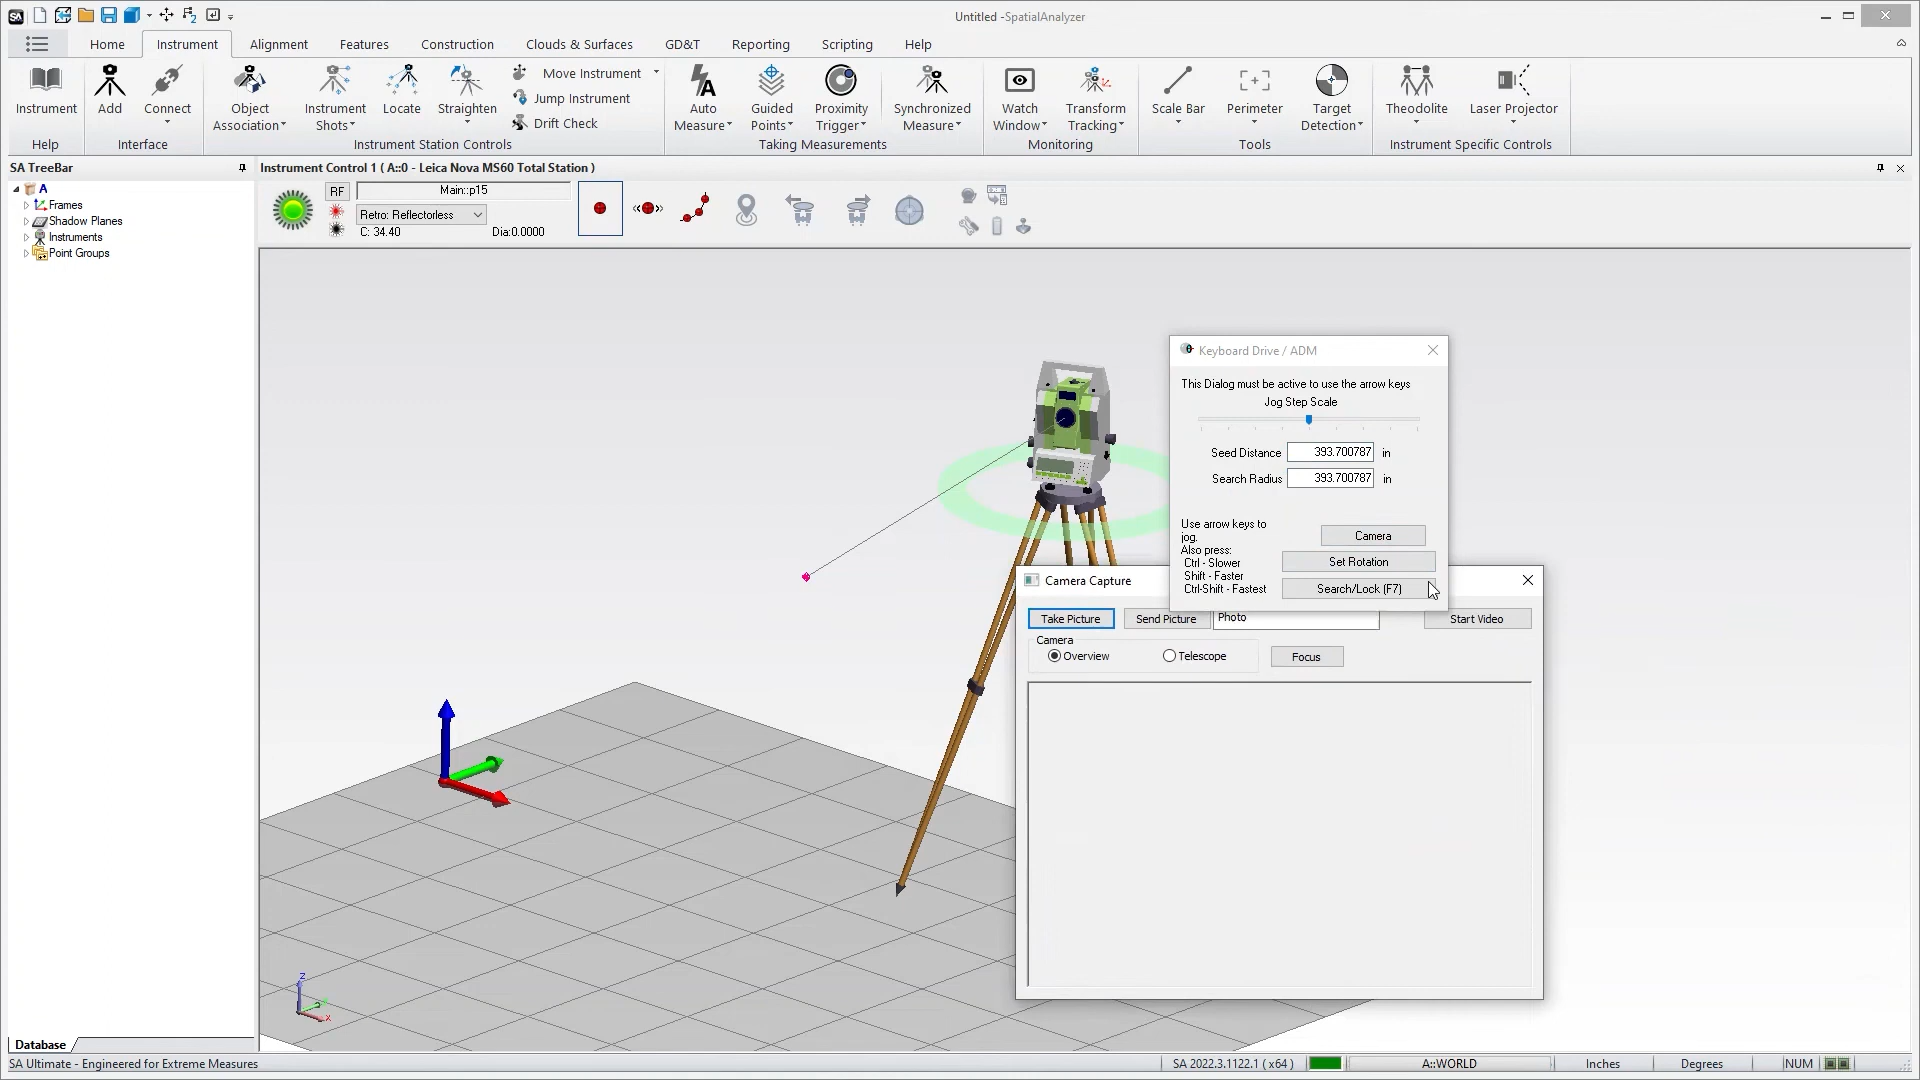 SA
Untitled -SpatialAnalyzer
Home
Instrument
Alignment
Features
Construction
Clouds & Surfaces
GD&T
Reporting
Scripting
Help
Instrument
Help
Add
Connect
Interface
Object
Association
Instrument
Shots
Locate
Straighten
Move Instrument
Jump Instrument
Drift Check
Instrument Station Controls
Auto
Measure
Guided
Points
Proximity
Trigger
Synchronized
Measure
Taking Measurements
Watch
Window
Transform
Tracking
Monitoring
Scale Bar
Perimeter
Target
Detection
Tools
Theodolite
Laser Projector
Instrument Specific Controls
SA TreeBar
A
Frames
Shadow Planes
Instruments
Point Groups
Instrument Control 1 ( A::0 - Leica Nova MS60 Total Station )
RF
Main::p15
Retro: Reflectorless
C: 34.40
Dia:0.0000
Keyboard Drive / ADM
This Dialog must be active to use the arrow keys
Jog Step Scale
Seed Distance 393.700787 in
Search Radius 393.700787 in
Use arrow keys to
jog.
Also press:
Ctrl - Slower
Shift - Faster
Ctrl-Shift - Fastest
Camera
Set Rotation
Search/Lock (F7)
Camera Capture
Take Picture
Send Picture
Photo
Start Video
Camera
Overview
Telescope
Focus
Z
X
Database
SA Ultimate - Engineered for Extreme Measures
SA 2022.3.1122.1 ( x64 )
A::WORLD
Inches
Degrees
NUM